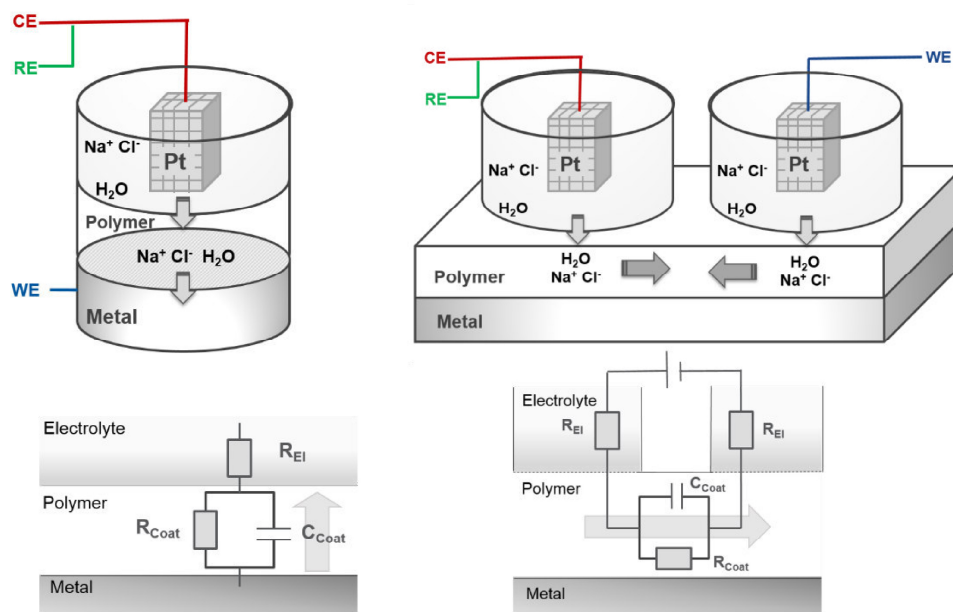 CE
RE
Na⁺ Cl⁻
Pt
H₂O
Polymer
Na⁺ Cl⁻ H₂O
WE
Metal
CE
WE
RE
Na⁺ Cl⁻
Pt
H₂O
Na⁺ Cl⁻
Pt
H₂O
Polymer
H₂O
Na⁺ Cl⁻
H₂O
Na⁺ Cl⁻
Metal
Electrolyte
R_El
Polymer
R_Coat
C_Coat
Metal
Electrolyte
R_El
R_El
Polymer
C_Coat
R_Coat
Metal